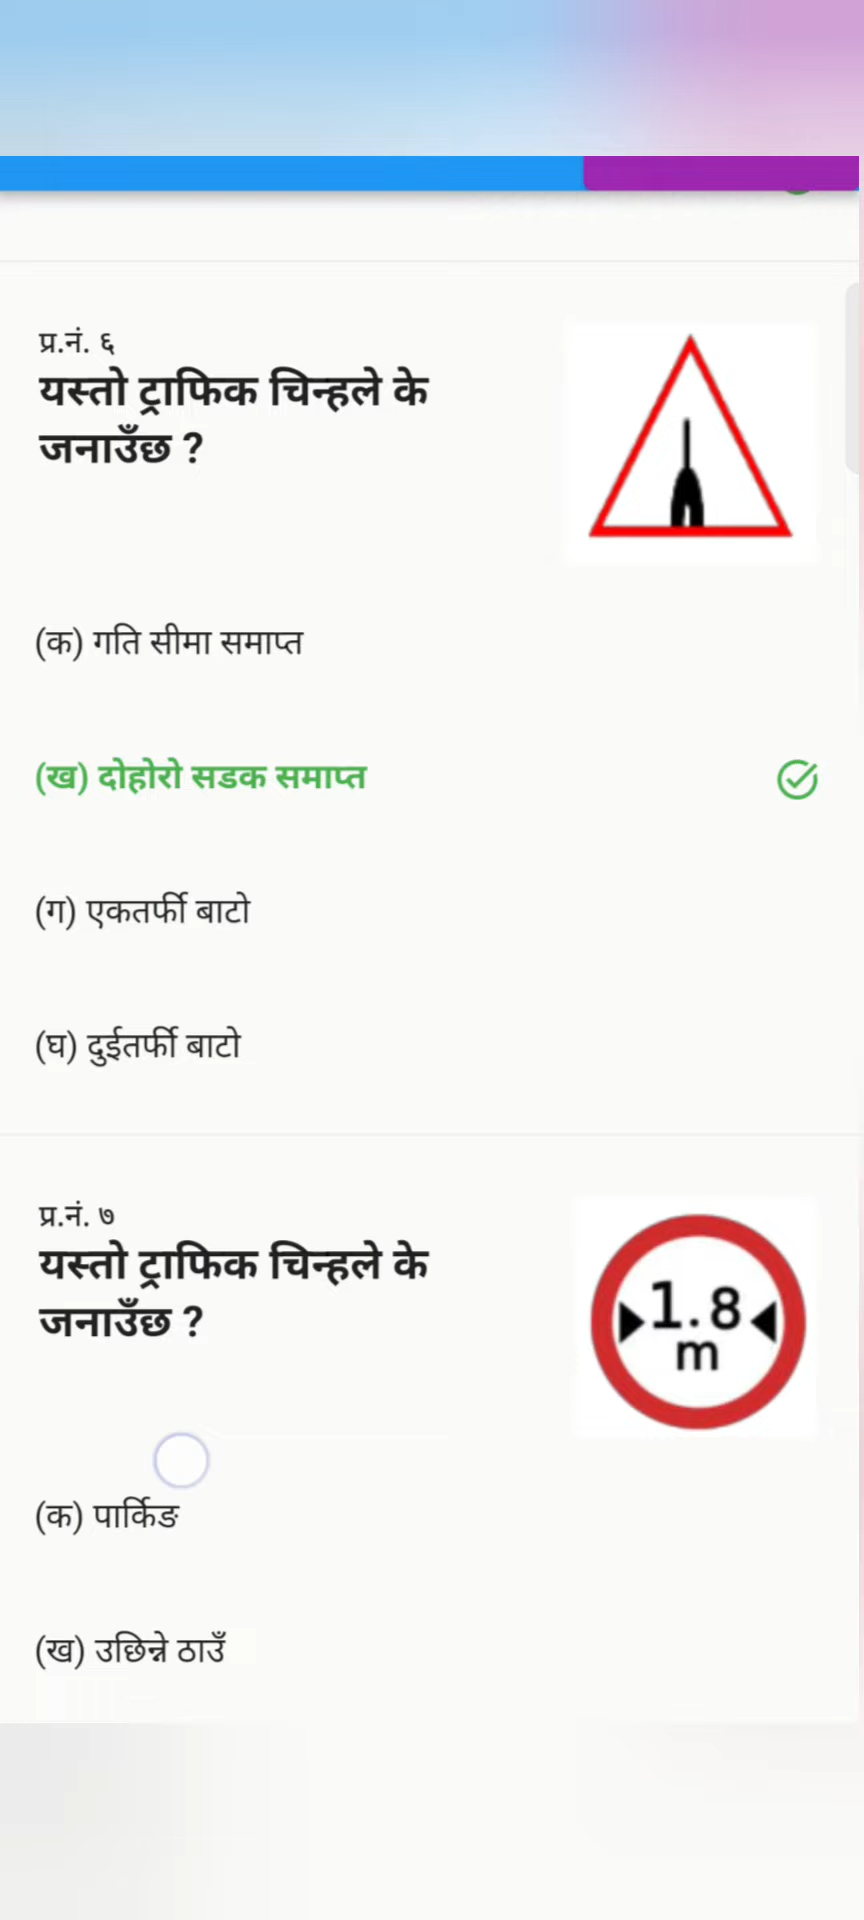 प्र.नं. ६
यस्तो ट्राफिक चिन्हले के
जनाउँछ ?
(क) गति सीमा समाप्त
(ख) दोहोरो सडक समाप्त
(ग) एकतर्फी बाटो
(घ) दुईतर्फी बाटो
प्र.नं. ७
यस्तो ट्राफिक चिन्हले के
जनाउँछ ?
1.8
m
(क) पार्किङ
(ख) उछिन्ने ठाउँ